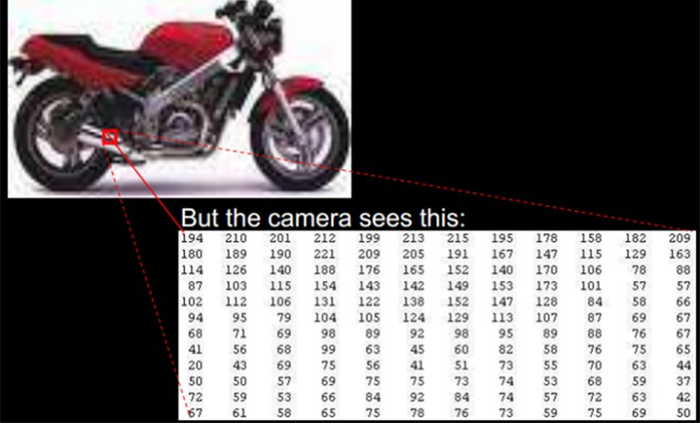 But the camera sees this:
194 210 201 212 199 213 215 195 178 158 182 209
180 189 190 221 209 205 191 167 147 115 129 163
114 126 140 188 176 165 152 140 170 106 78 88
87 103 115 154 143 142 149 153 173 101 57 57
102 112 106 131 122 138 152 147 128 84 58 66
94 95 79 104 105 124 129 113 107 87 69 67
68 71 69 98 89 92 98 95 89 88 76 67
41 56 68 99 63 45 60 82 58 76 75 65
20 43 69 75 56 41 51 73 55 70 63 44
50 50 57 69 75 75 73 74 53 68 59 37
72 59 53 66 84 92 84 74 57 72 63 42
67 61 58 65 75 78 76 73 59 75 69 50